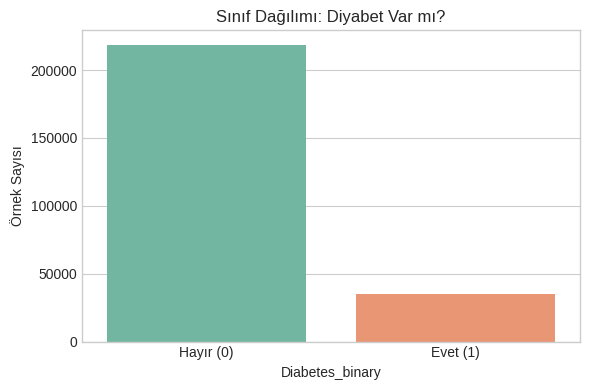 Sınıf Dağılımı: Diyabet Var mı?
Örnek Sayısı
200000
150000
100000
50000
0
Hayır (0)
Evet (1)
Diabetes_binary